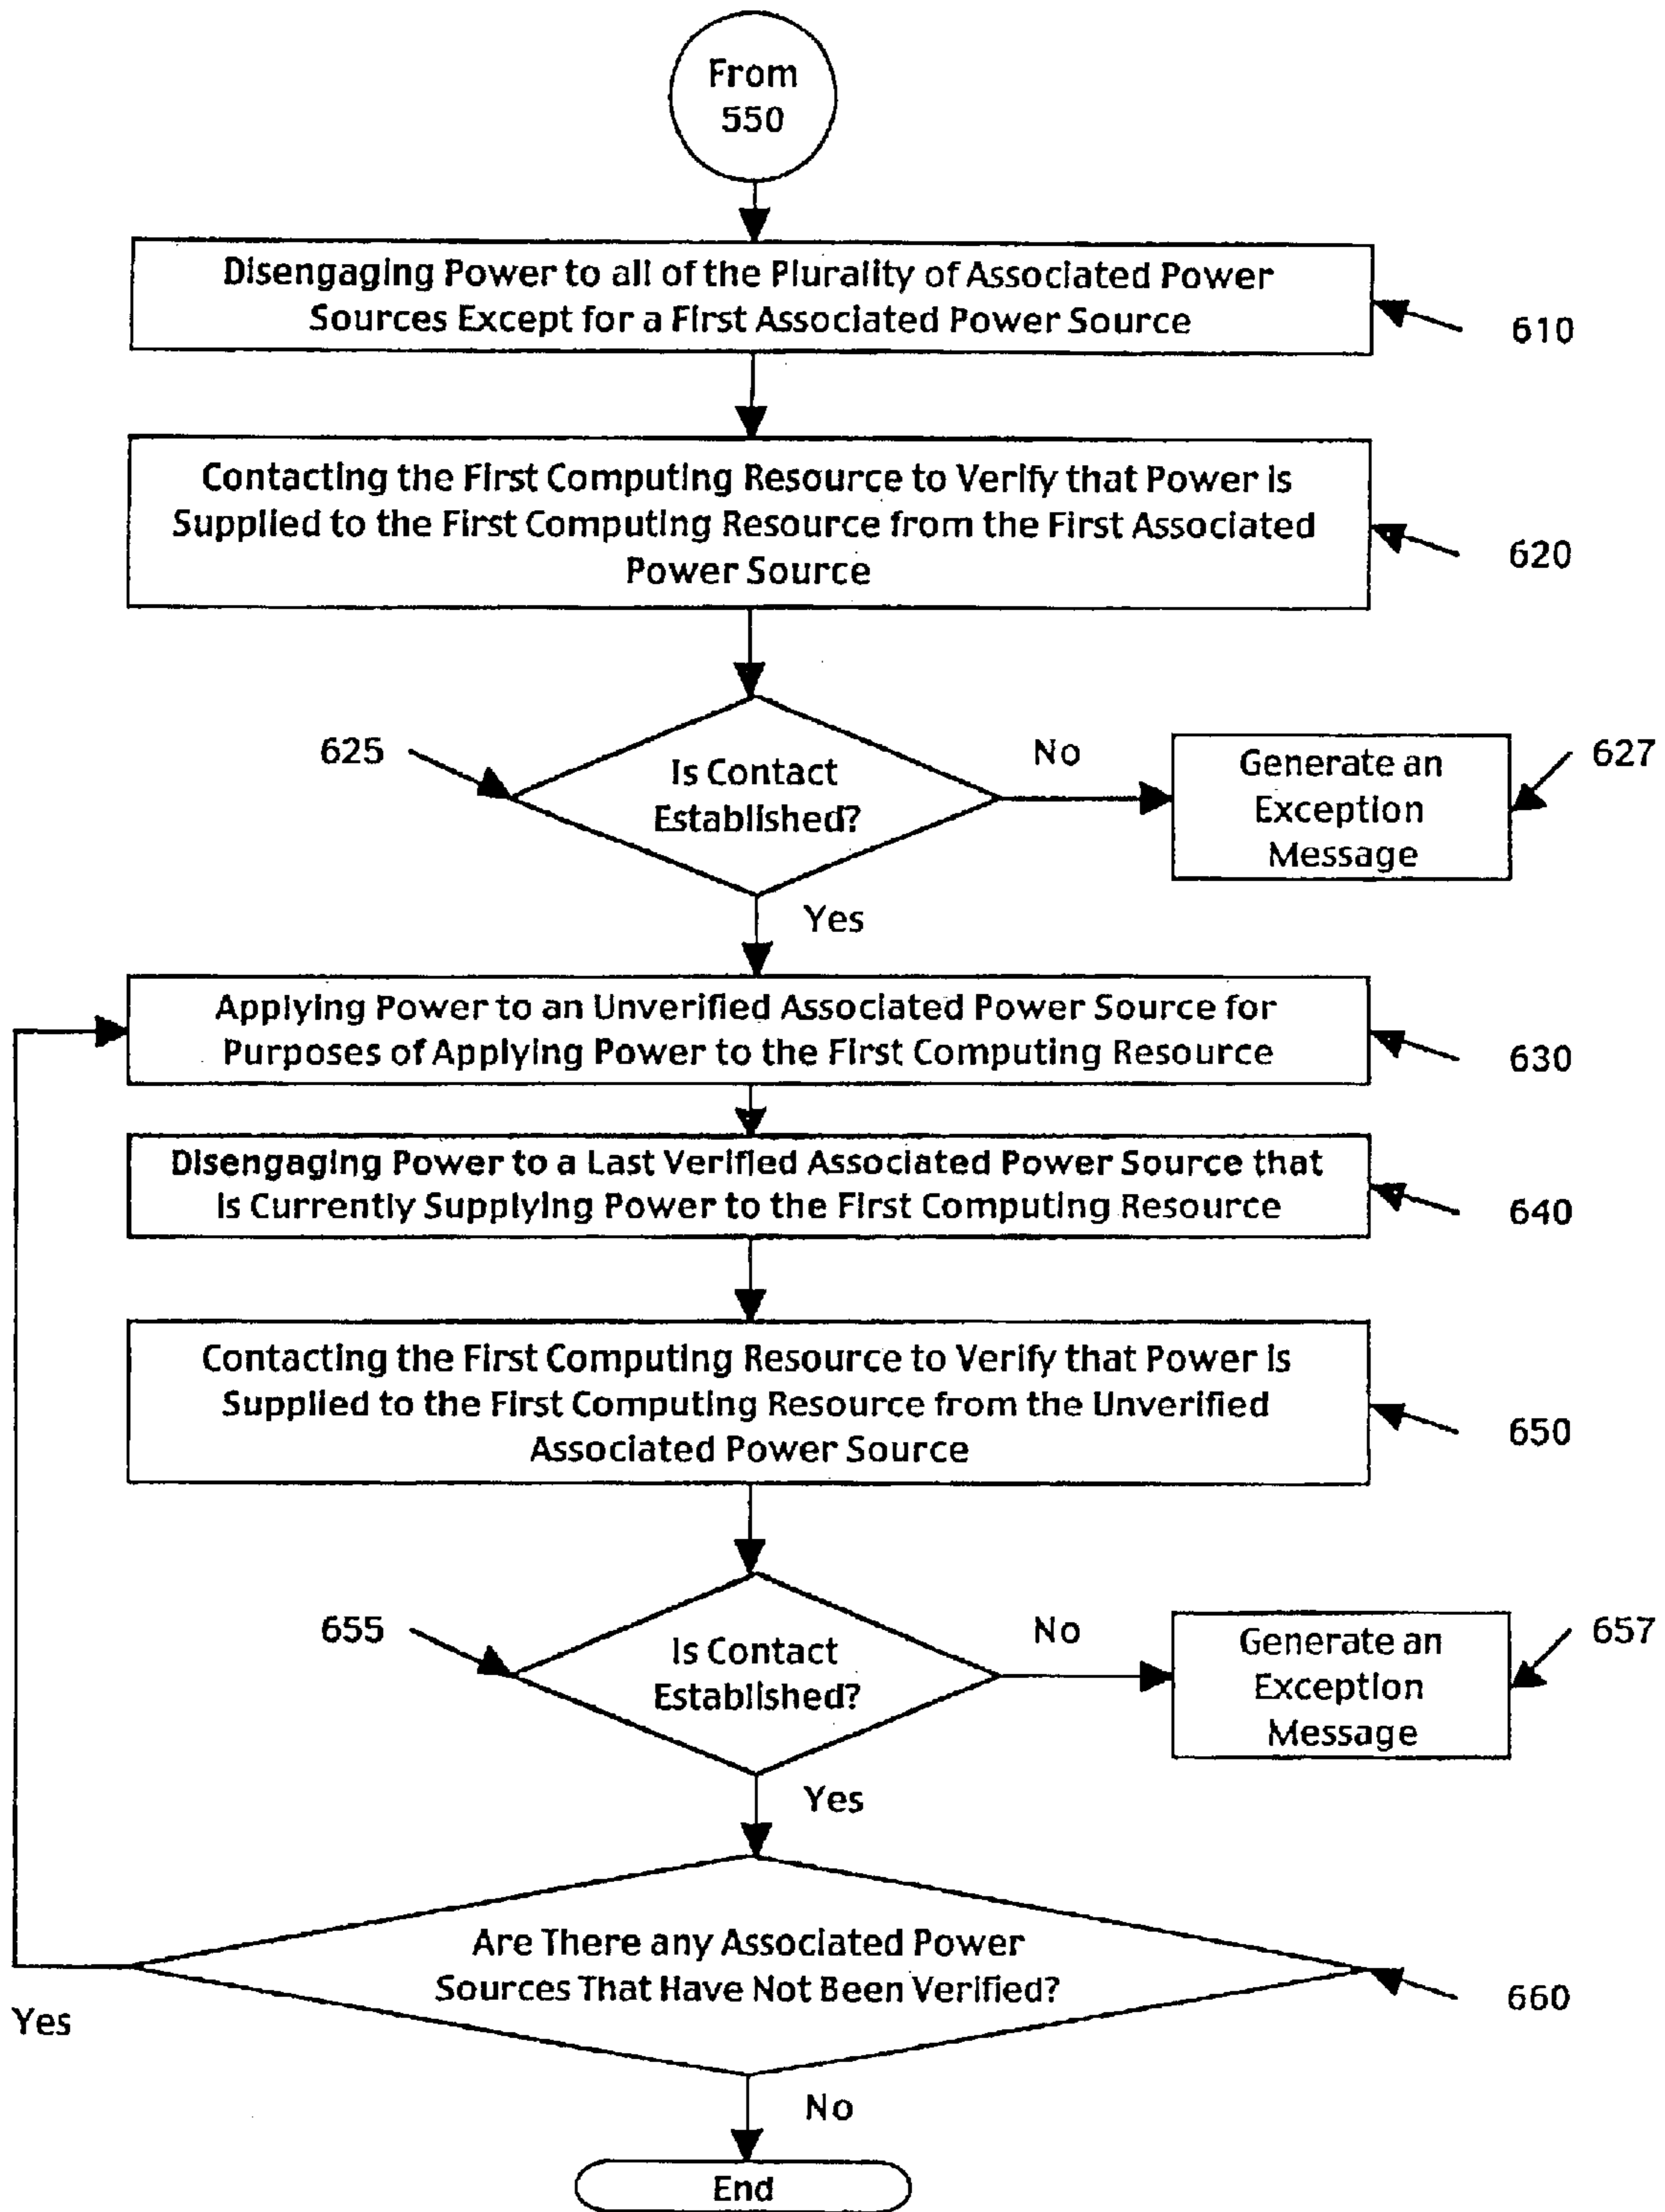 From
550
Disengaging Power to all of the Plurality of Associated Power
Sources Except for a First Associated Power Source
610
Contacting the First Computing Resource to Verify that Power is
Supplied to the First Computing Resource from the First Associated
Power Source
620
625
Is Contact
Established?
No
Generate an
Exception
Message
627
Yes
Applying Power to an Unverified Associated Power Source for
Purposes of Applying Power to the First Computing Resource
630
Disengaging Power to a Last Verified Associated Power Source that
is Currently Supplying Power to the First Computing Resource
640
Contacting the First Computing Resource to Verify that Power is
Supplied to the First Computing Resource from the Unverified
Associated Power Source
650
655
Is Contact
Established?
No
Generate an
Exception
Message
657
Yes
Are There any Associated Power
Sources That Have Not Been Verified?
660
Yes
No
End